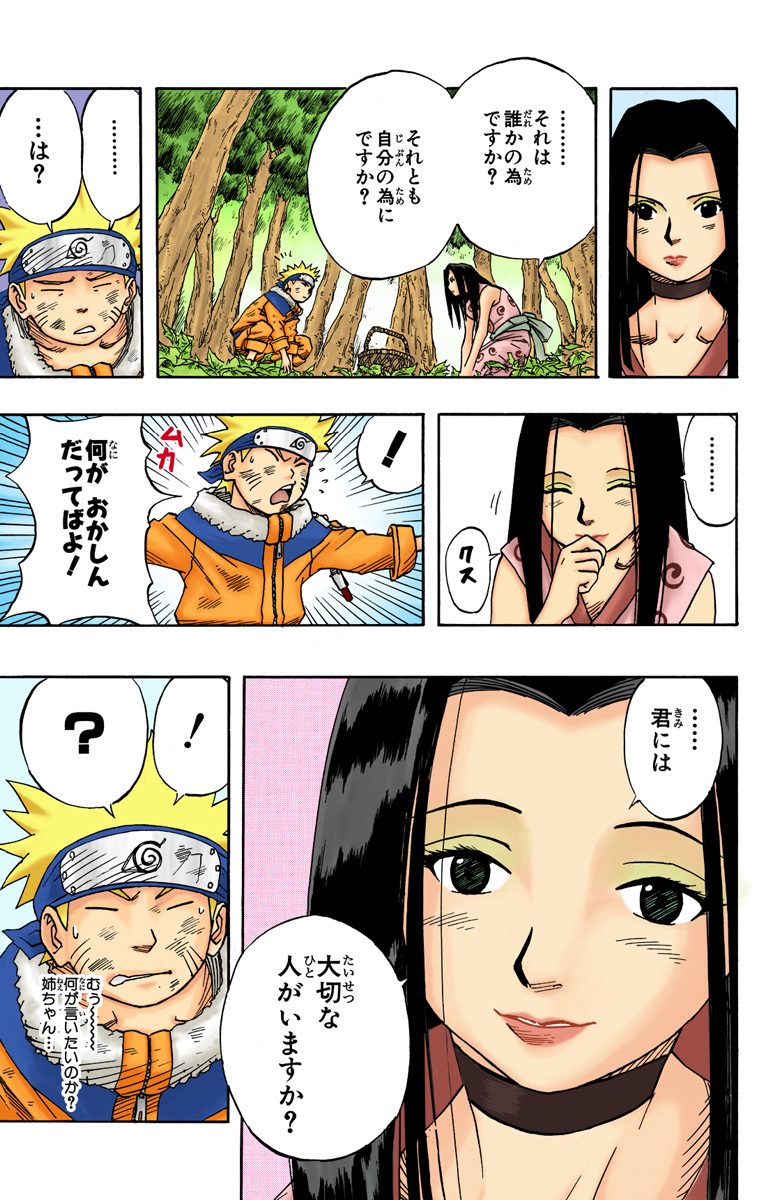 ………
それは
誰かの為
ですか？
それとも
自分の為に
ですか？
………
…は？
………
クス
！
ムカ
何が おかしん
だってばよ！
……
君には
大切な
人がいますか？
！
？
むぅ〜〜〜
何が言いたいのか？
姉ちゃん…